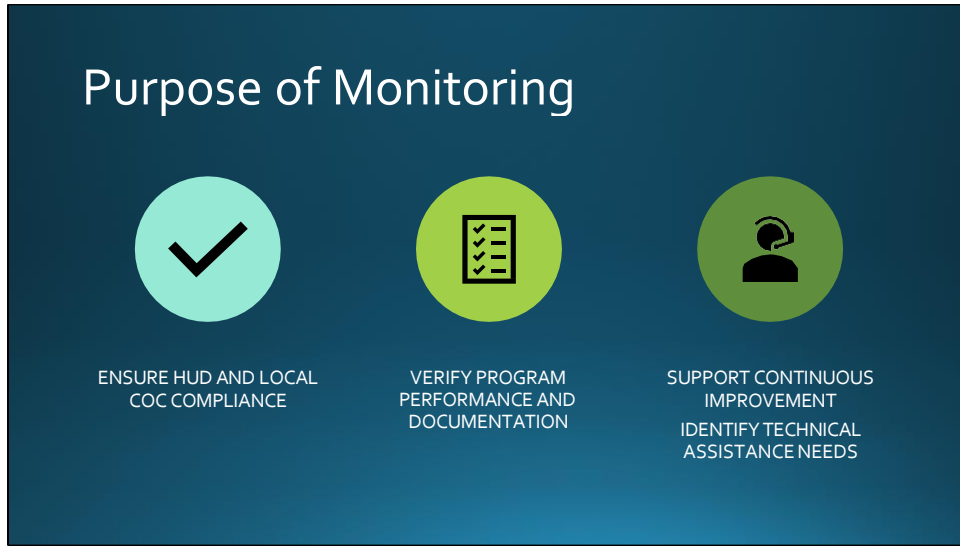 Purpose of Monitoring
ENSURE HUD AND LOCAL
COC COMPLIANCE
VERIFY PROGRAM
PERFORMANCE AND
DOCUMENTATION
SUPPORT CONTINUOUS
IMPROVEMENT
IDENTIFY TECHNICAL
ASSISTANCE NEEDS